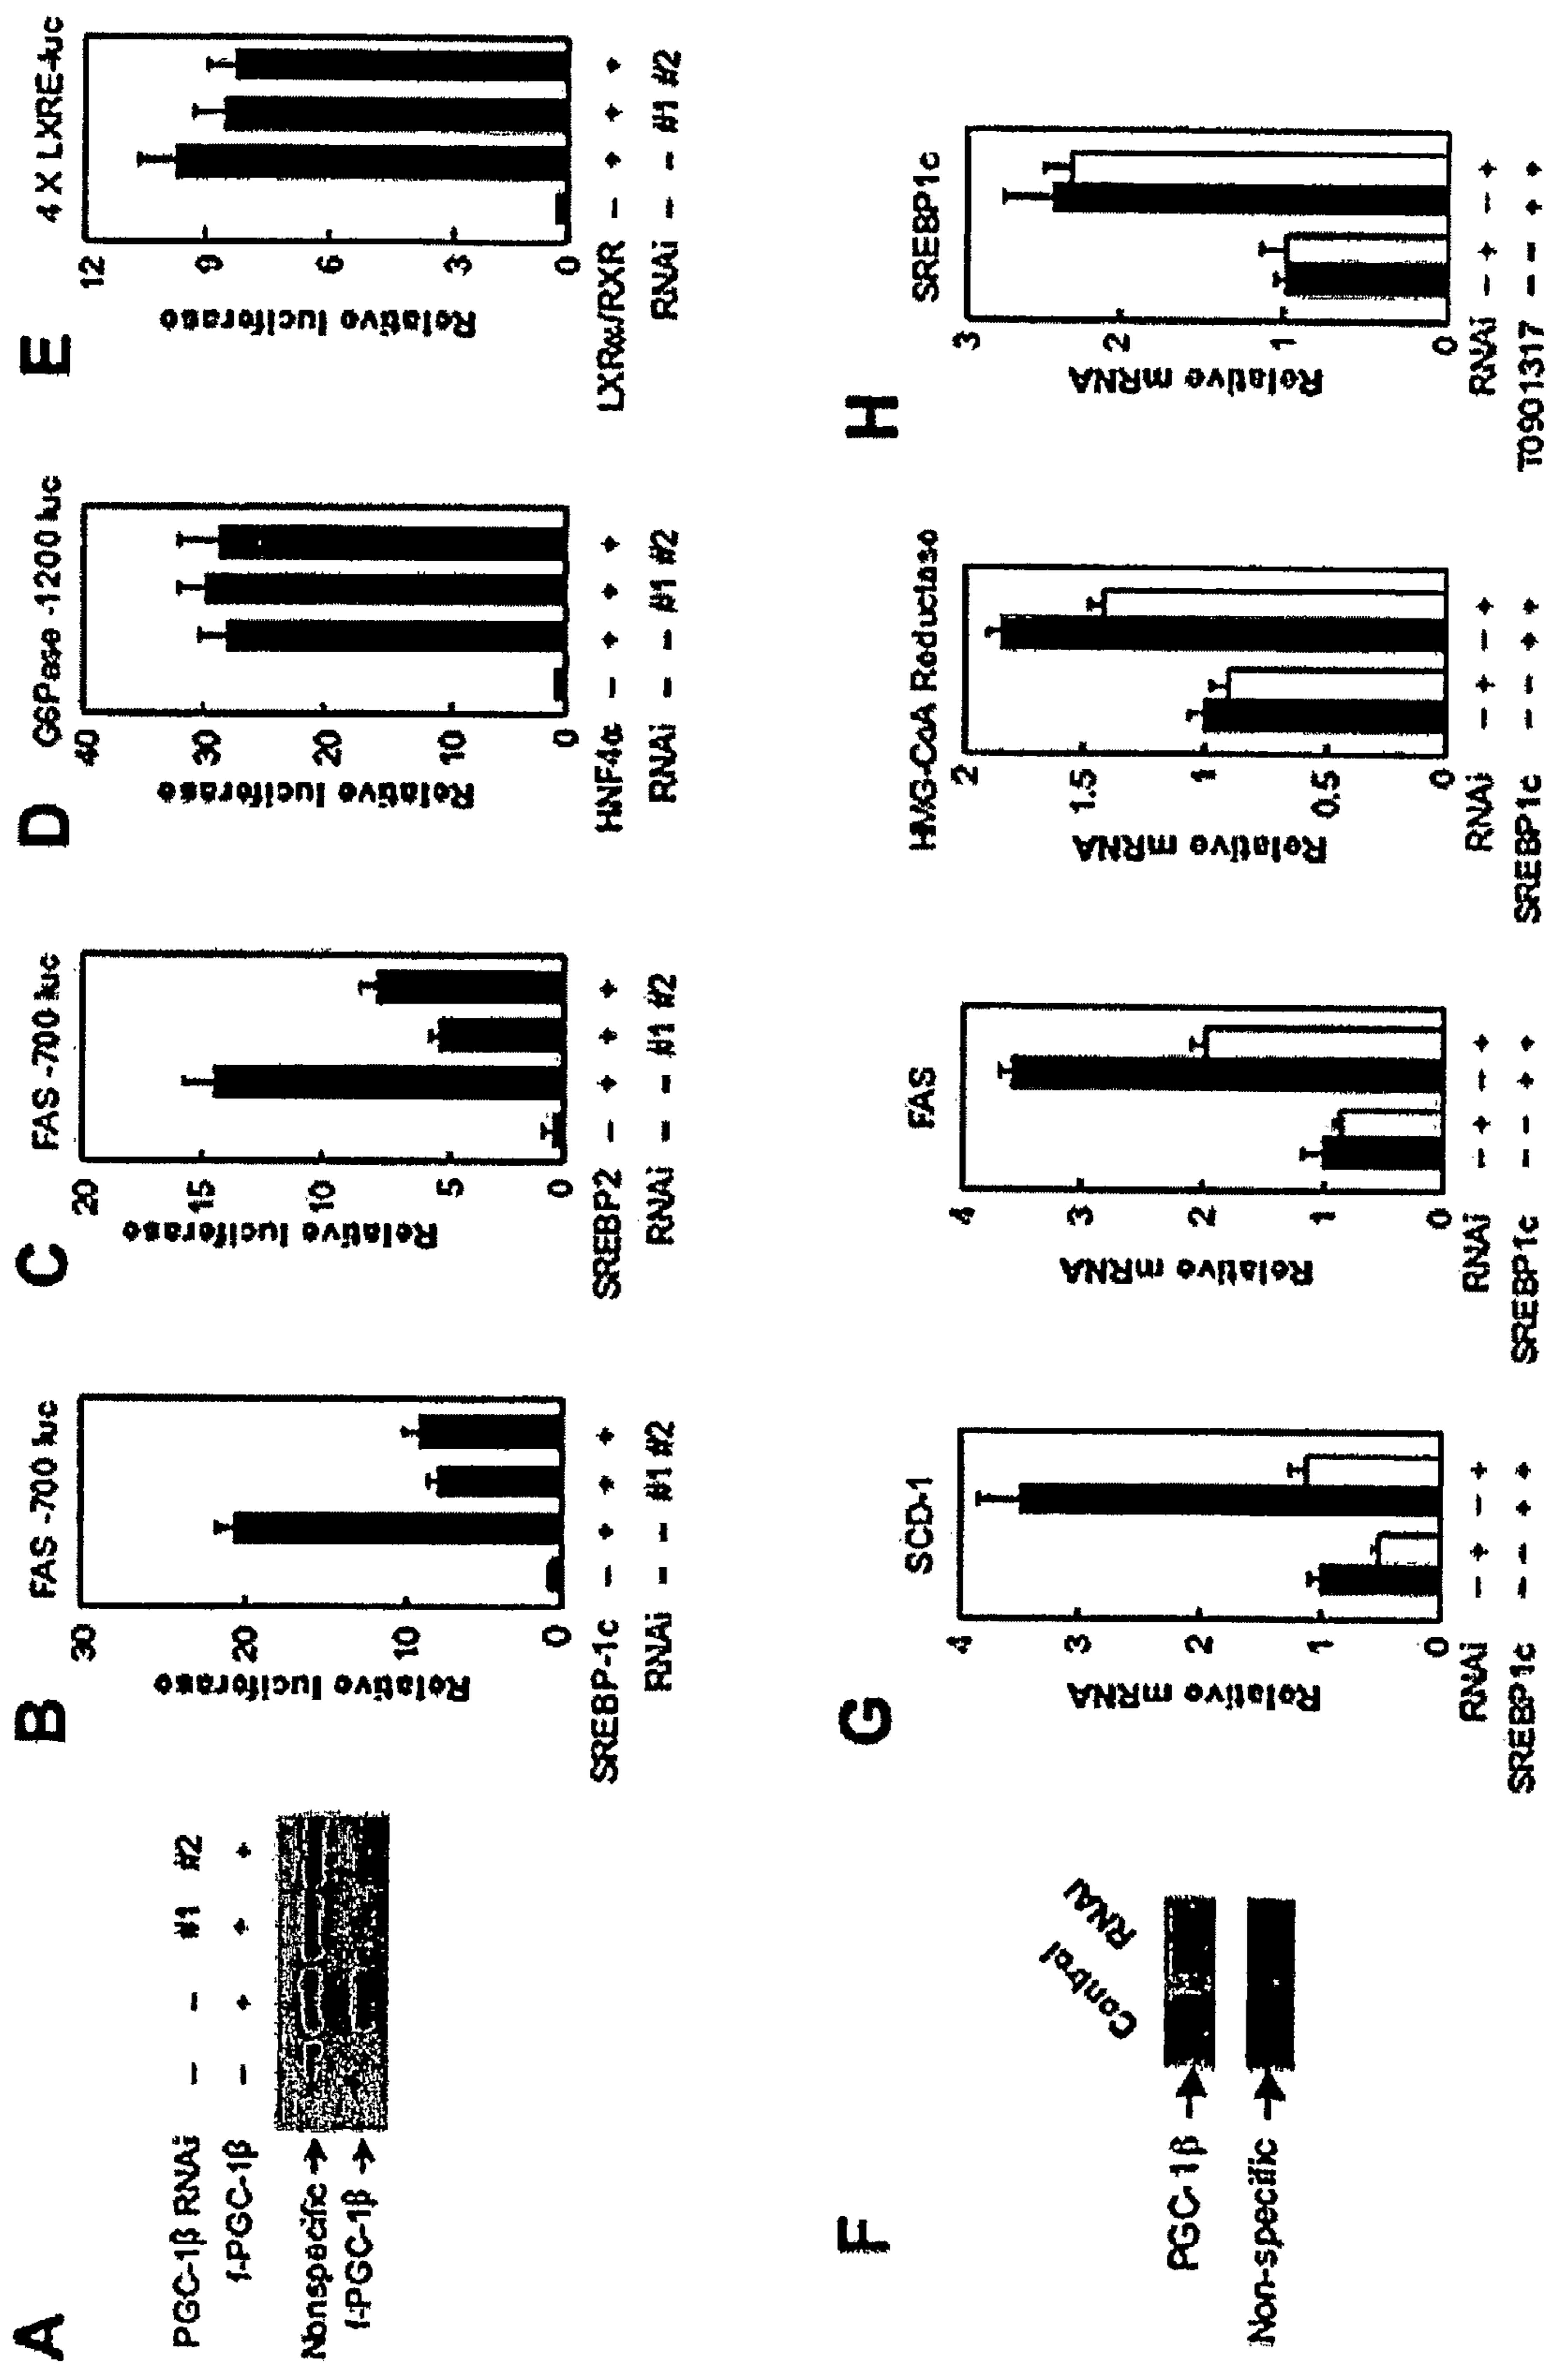 A
PGC-1β RNAi – – #1 #2
f-PGC-1β – + + +
Nonspecific
f-PGC-1β
B
FAS -700 luc
Relative luciferase
30
20
10
0
SREBP-1c – + + +
RNAi – – #1 #2
C
FAS -700 luc
Relative luciferase
20
15
10
5
0
SREBP2 – + + +
RNAi – – #1 #2
D
G6Pase -1200 luc
Relative luciferase
40
30
20
10
0
HNF4α – + + +
RNAi – – #1 #2
E
4 X LXRE-luc
Relative luciferase
12
9
6
3
0
LXRα/RXR – + + +
RNAi – – #1 #2
F
Control RNAi
PGC-1β
Non-specific
G
SCD-1
Relative mRNA
4
3
2
1
0
RNAi – + – +
SREBP1c – – + +
FAS
Relative mRNA
4
3
2
1
0
RNAi – + – +
SREBP1c – – + +
HMG-CoA Reductase
Relative mRNA
2
1.5
1
0.5
0
RNAi – + – +
SREBP1c – – + +
H
SREBP1c
Relative mRNA
3
2
1
0
RNAi – + – +
T0901317 – – + +